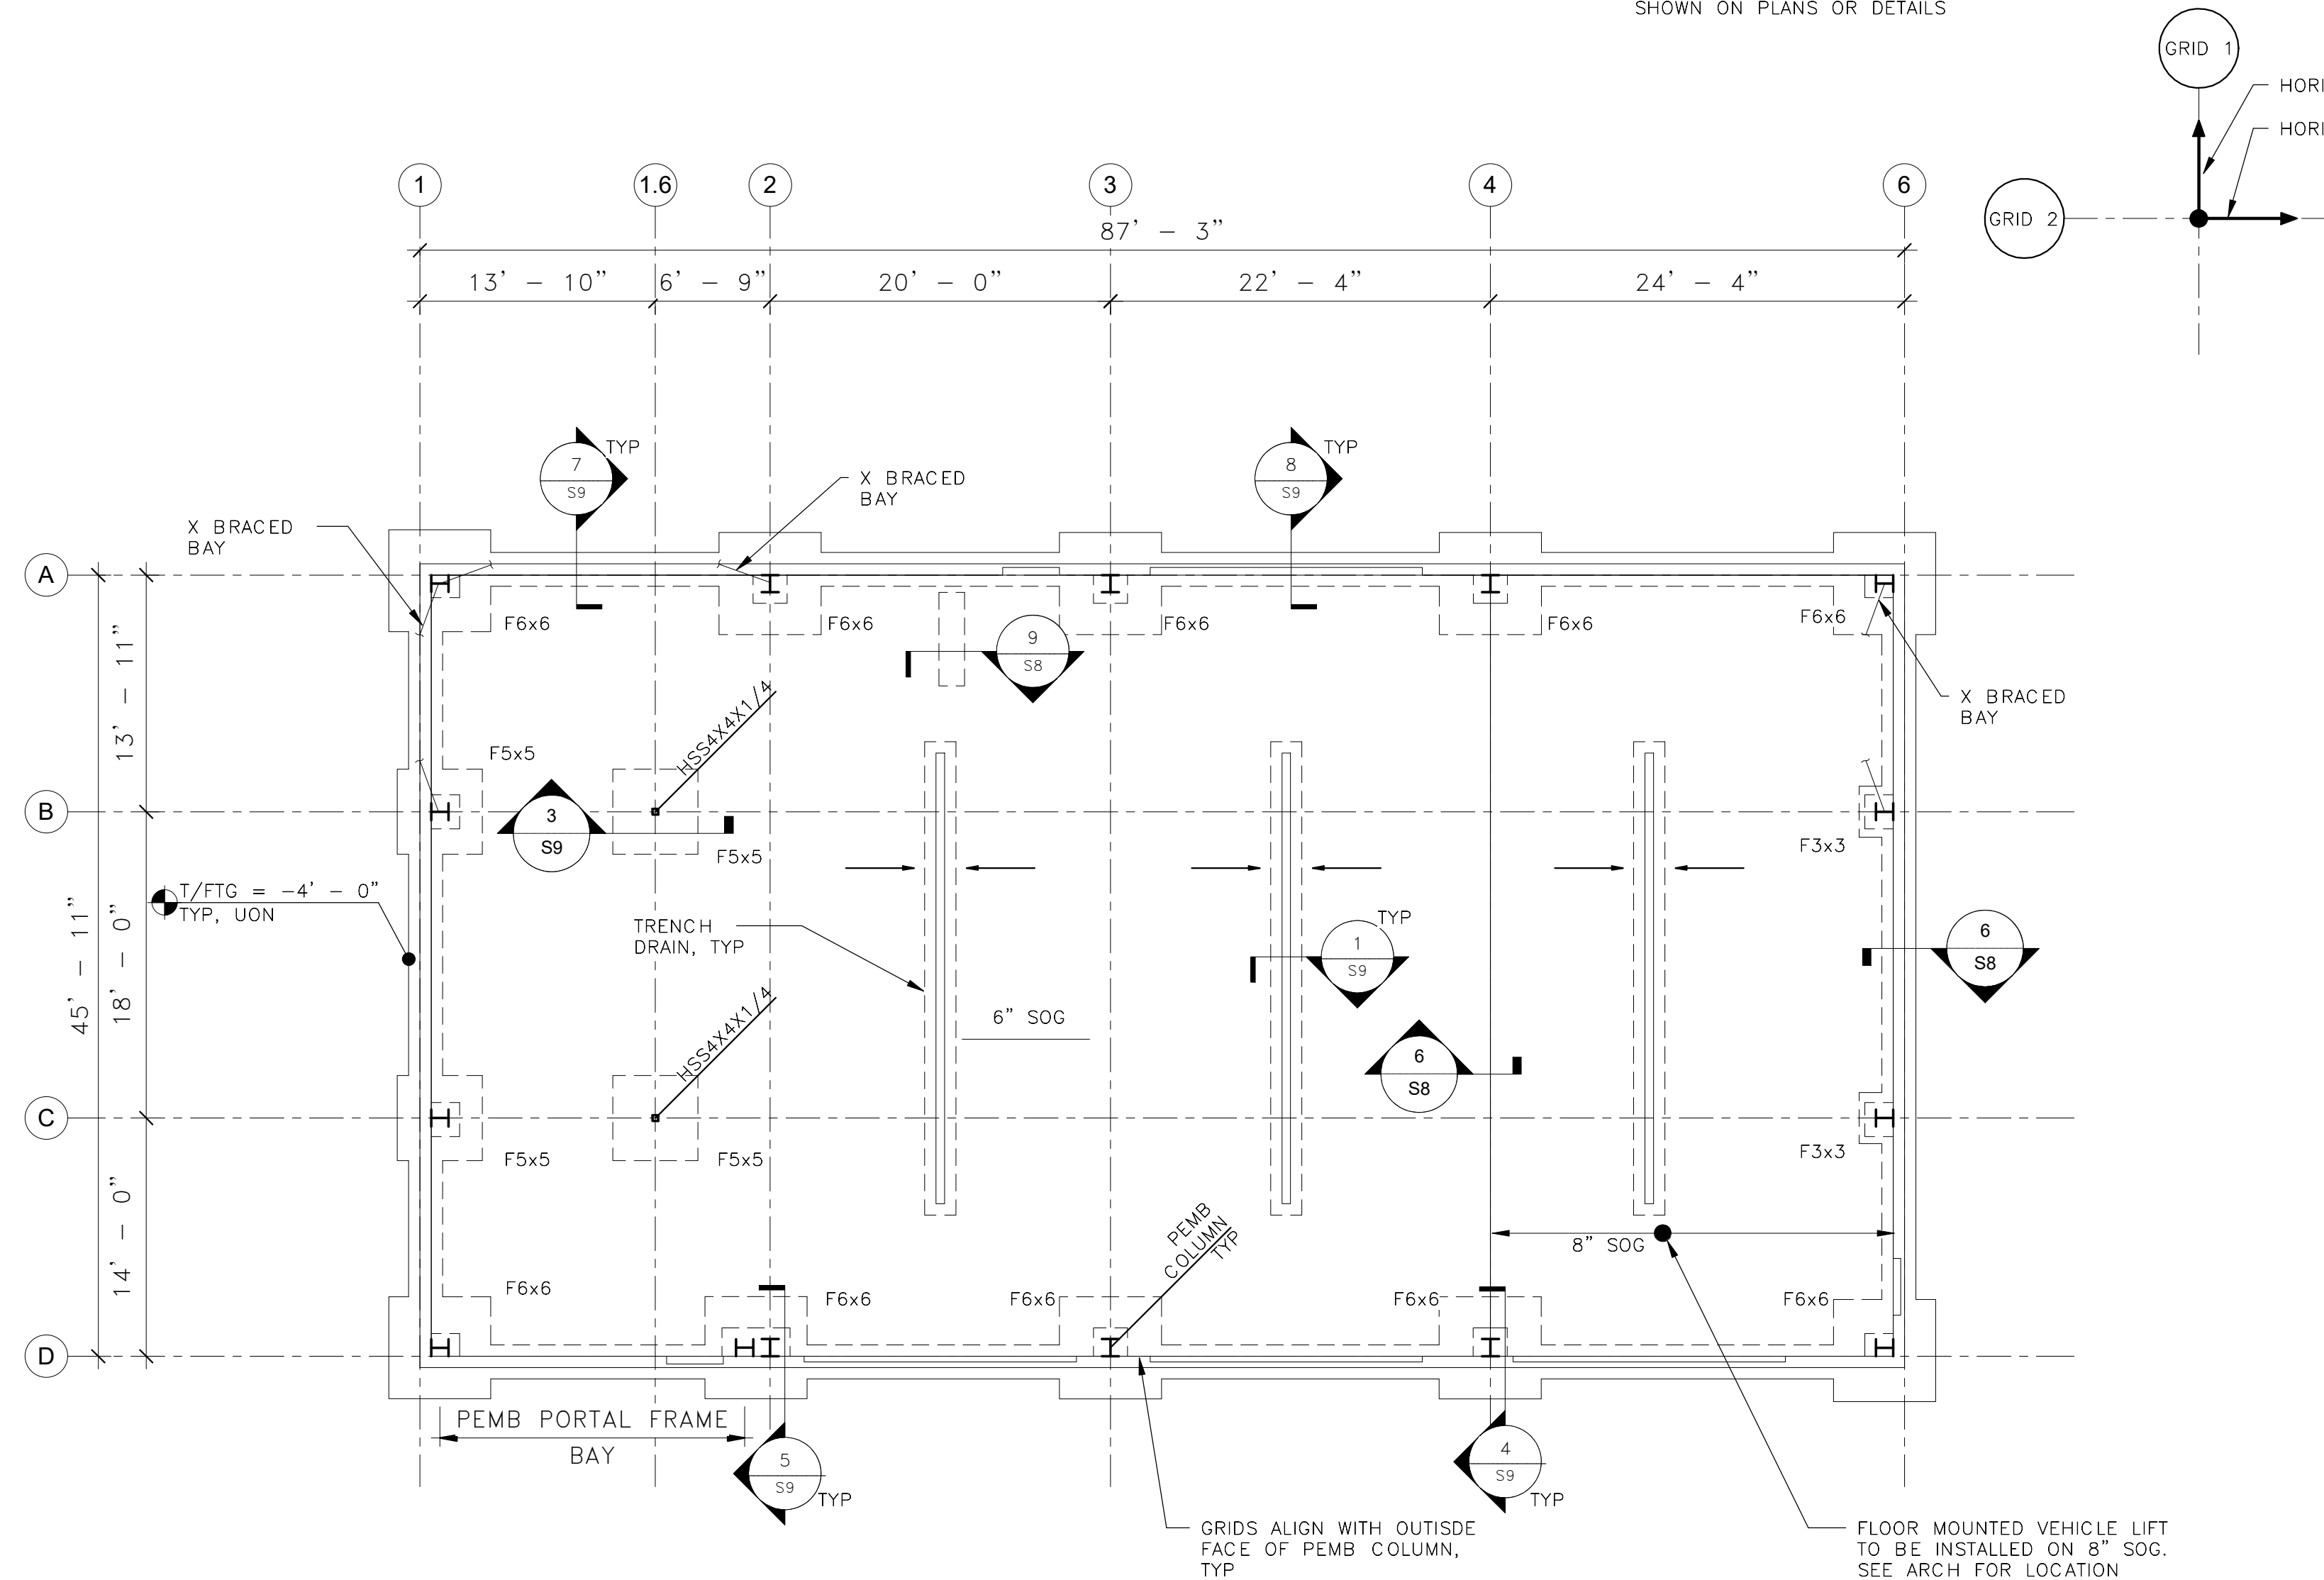 SHOWN ON PLANS OR DETAILS
GRID 1
HORI
HORI
GRID 2
1
1.6
2
3
4
6
87' - 3"
13' - 10"
6' - 9"
20' - 0"
22' - 4"
24' - 4"
7
S9
TYP
8
S9
TYP
X BRACED
BAY
X BRACED
BAY
A
F6x6
F6x6
F6x6
F6x6
F6x6
9
S8
13' - 11"
HSS4X4X1/4
X BRACED
BAY
F5x5
B
3
S9
F5x5
F3x3
T/FTG = -4' - 0"
TYP, UON
45' - 11"
18' - 0"
TRENCH
DRAIN, TYP
1
S9
TYP
6
S8
6" SOG
HSS4X4X1/4
6
S8
C
F5x5
F5x5
F3x3
14' - 0"
PEMB
COLUMN
TYP
8" SOG
F6x6
F6x6
F6x6
F6x6
F6x6
D
PEMB PORTAL FRAME
BAY
5
S9
TYP
4
S9
TYP
GRIDS ALIGN WITH OUTISDE
FACE OF PEMB COLUMN,
TYP
FLOOR MOUNTED VEHICLE LIFT
TO BE INSTALLED ON 8" SOG.
SEE ARCH FOR LOCATION